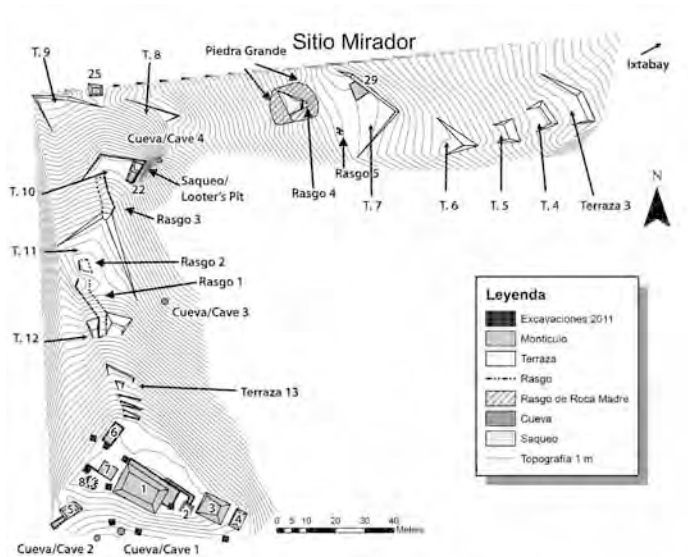 Sitio Mirador
Ixtabay
T. 9
25
T. 8
Piedra Grande
29
Cueva/Cave 4
22
Saqueo/
Looter's Pit
T. 10
Rasgo 3
Rasgo 4
Rasgo 5
T. 7
T. 6
T. 5
T. 4
Terraza 3
N
T. 11
Rasgo 2
Rasgo 1
Cueva/Cave 3
T. 12
Terraza 13
Leyenda
Excavaciones 2011
Montículo
Terraza
Rasgo
Rasgo de Roca Madre
Cueva
Saqueo
Topografía 1 m
6
7
8
1
2
3
4
5
0 5 10 20 30 40
Meters
Cueva/Cave 2
Cueva/Cave 1